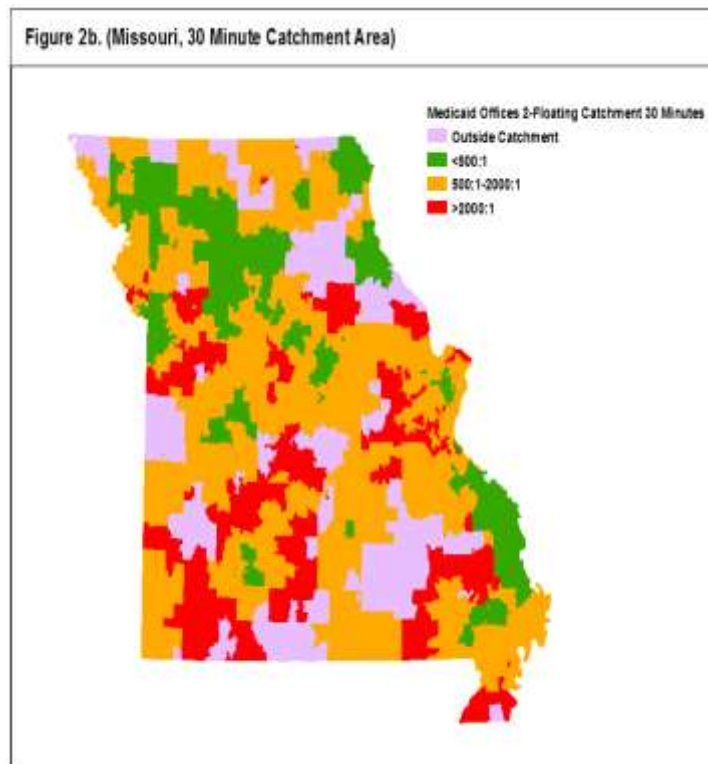 Figure 2b. (Missouri, 30 Minute Catchment Area)
Medicaid Offices 2-Floating Catchment 30 Minutes
Outside Catchment
<500:1
500:1-2000:1
>2000:1